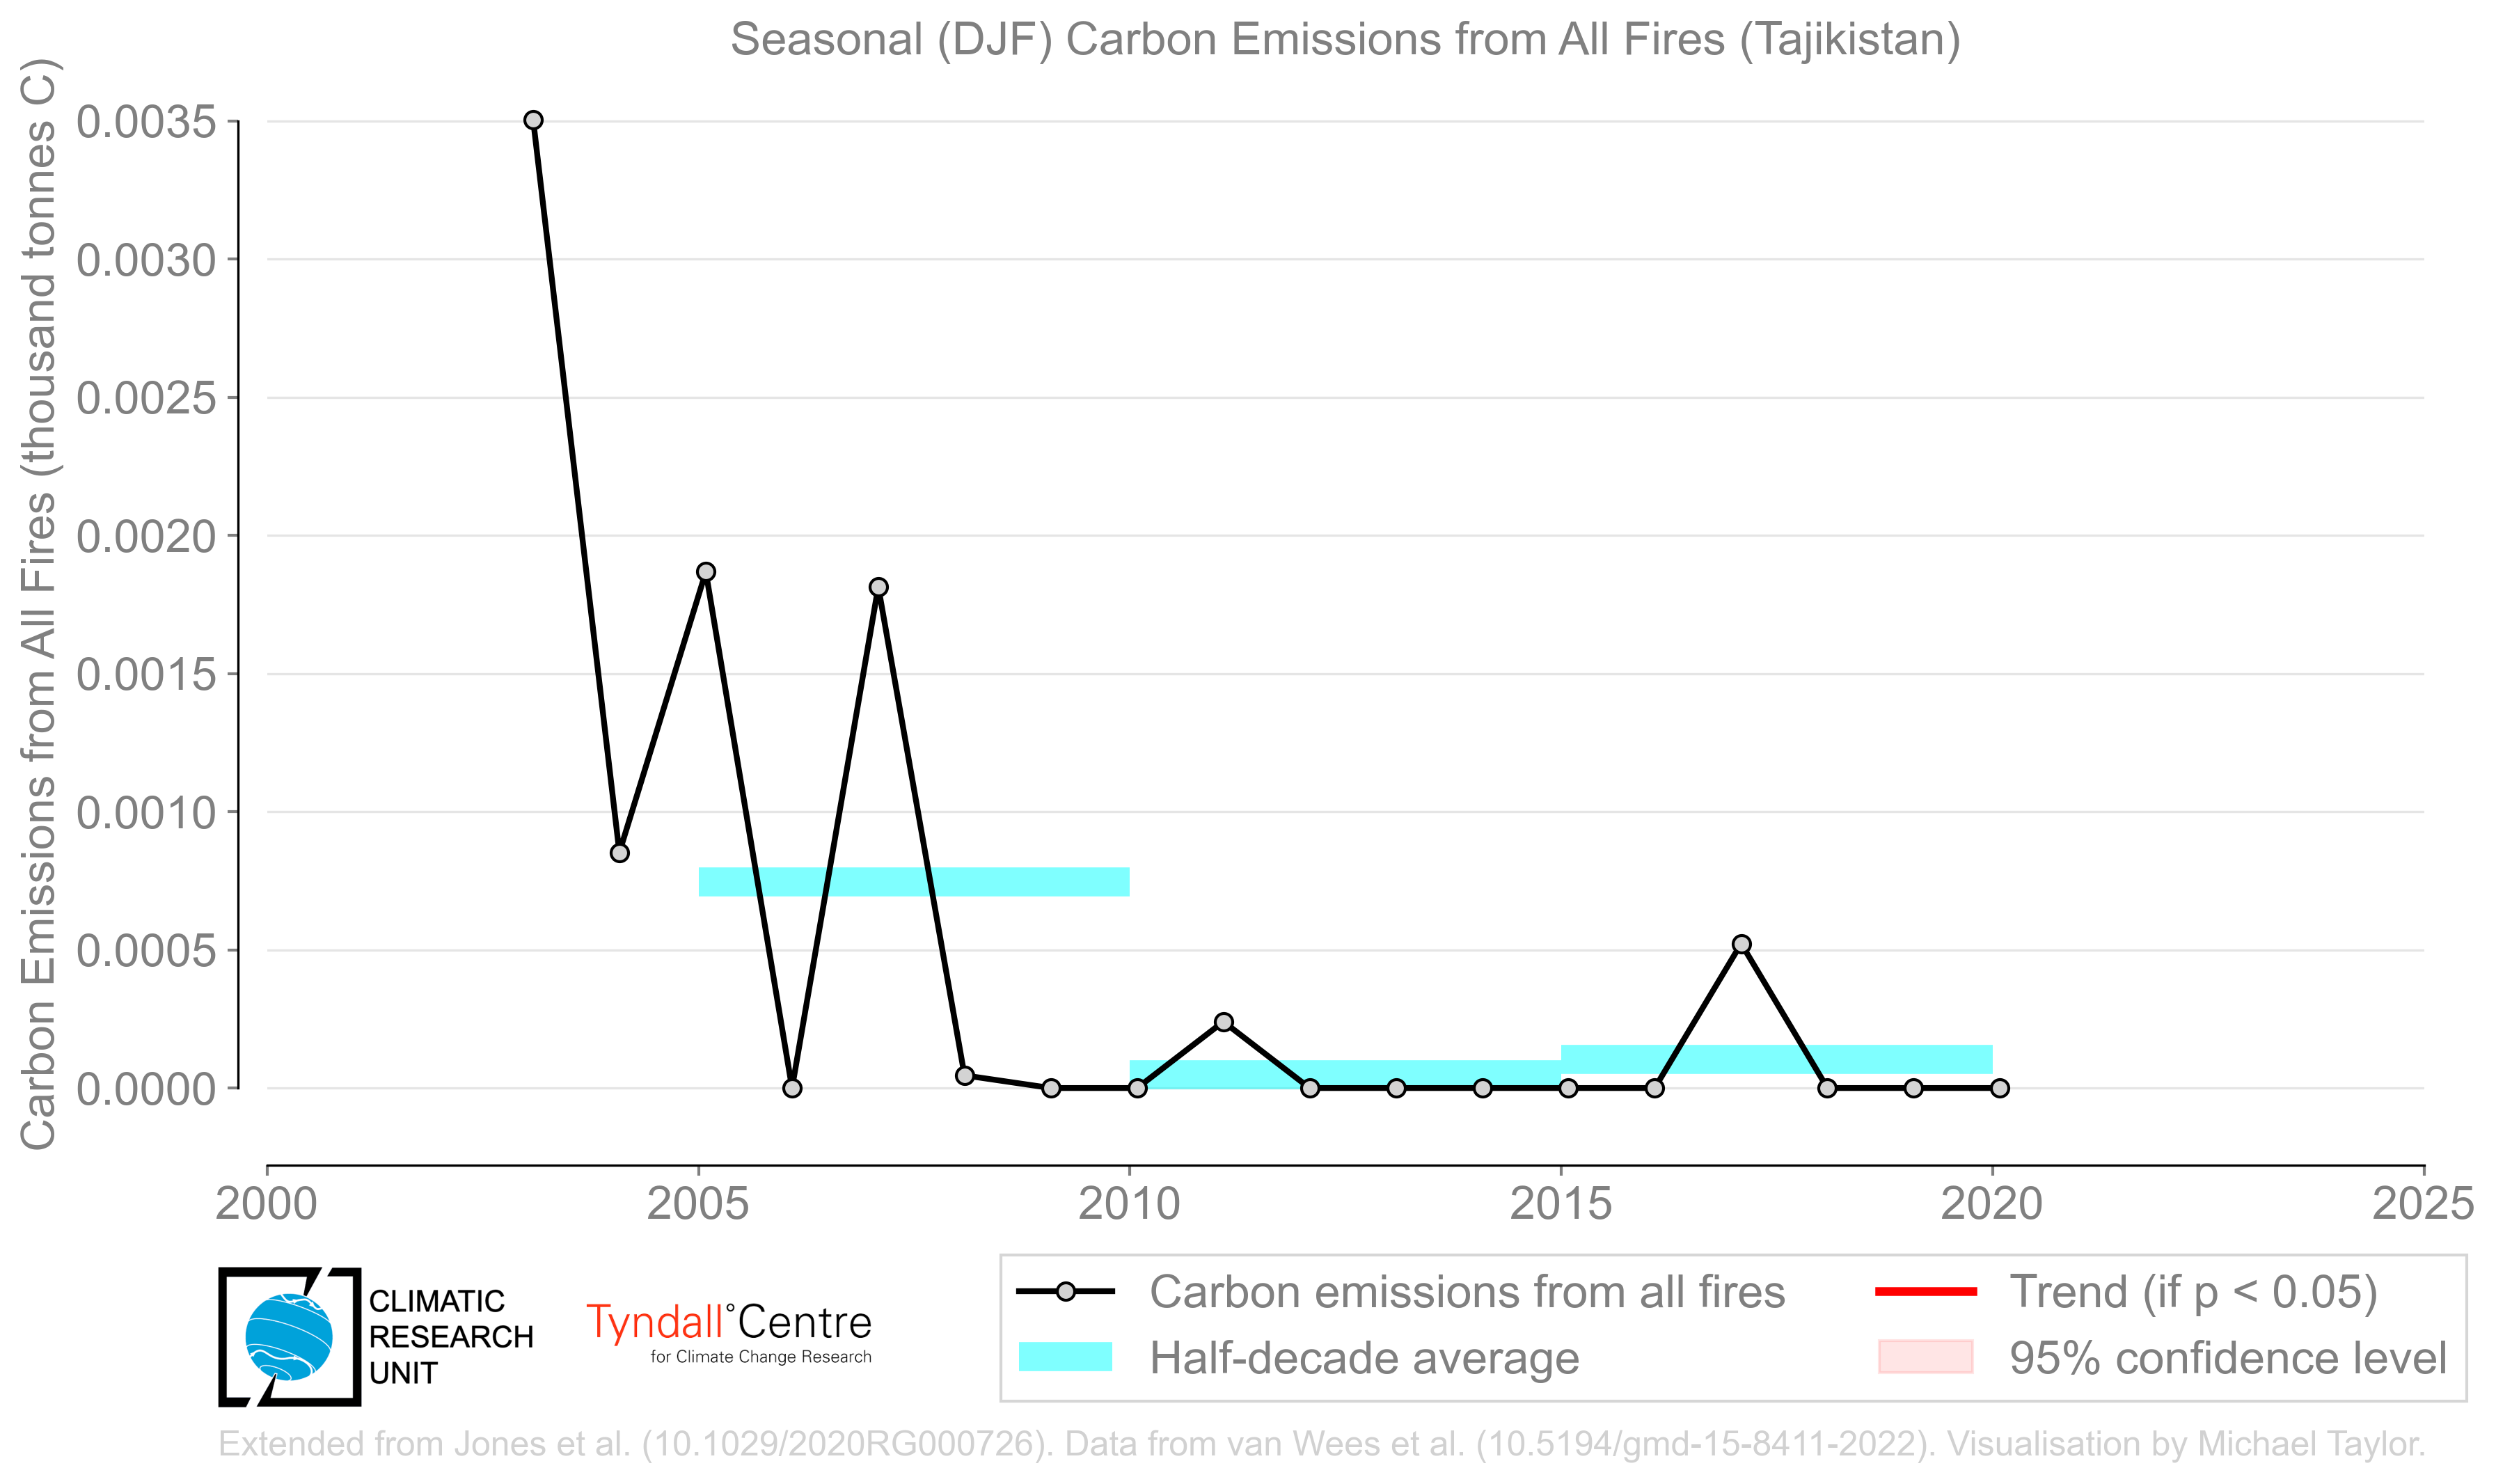 Seasonal (DJF) Carbon Emissions from All Fires (Tajikistan)
Carbon Emissions from All Fires (thousand tonnes C)
0.0035
0.0030
0.0025
0.0020
0.0015
0.0010
0.0005
0.0000
2000 2005 2010 2015 2020 2025
CLIMATIC
RESEARCH
UNIT
Tyndall°Centre
for Climate Change Research
Carbon emissions from all fires
Half-decade average
Trend (if p < 0.05)
95% confidence level
Extended from Jones et al. (10.1029/2020RG000726). Data from van Wees et al. (10.5194/gmd-15-8411-2022). Visualisation by Michael Taylor.